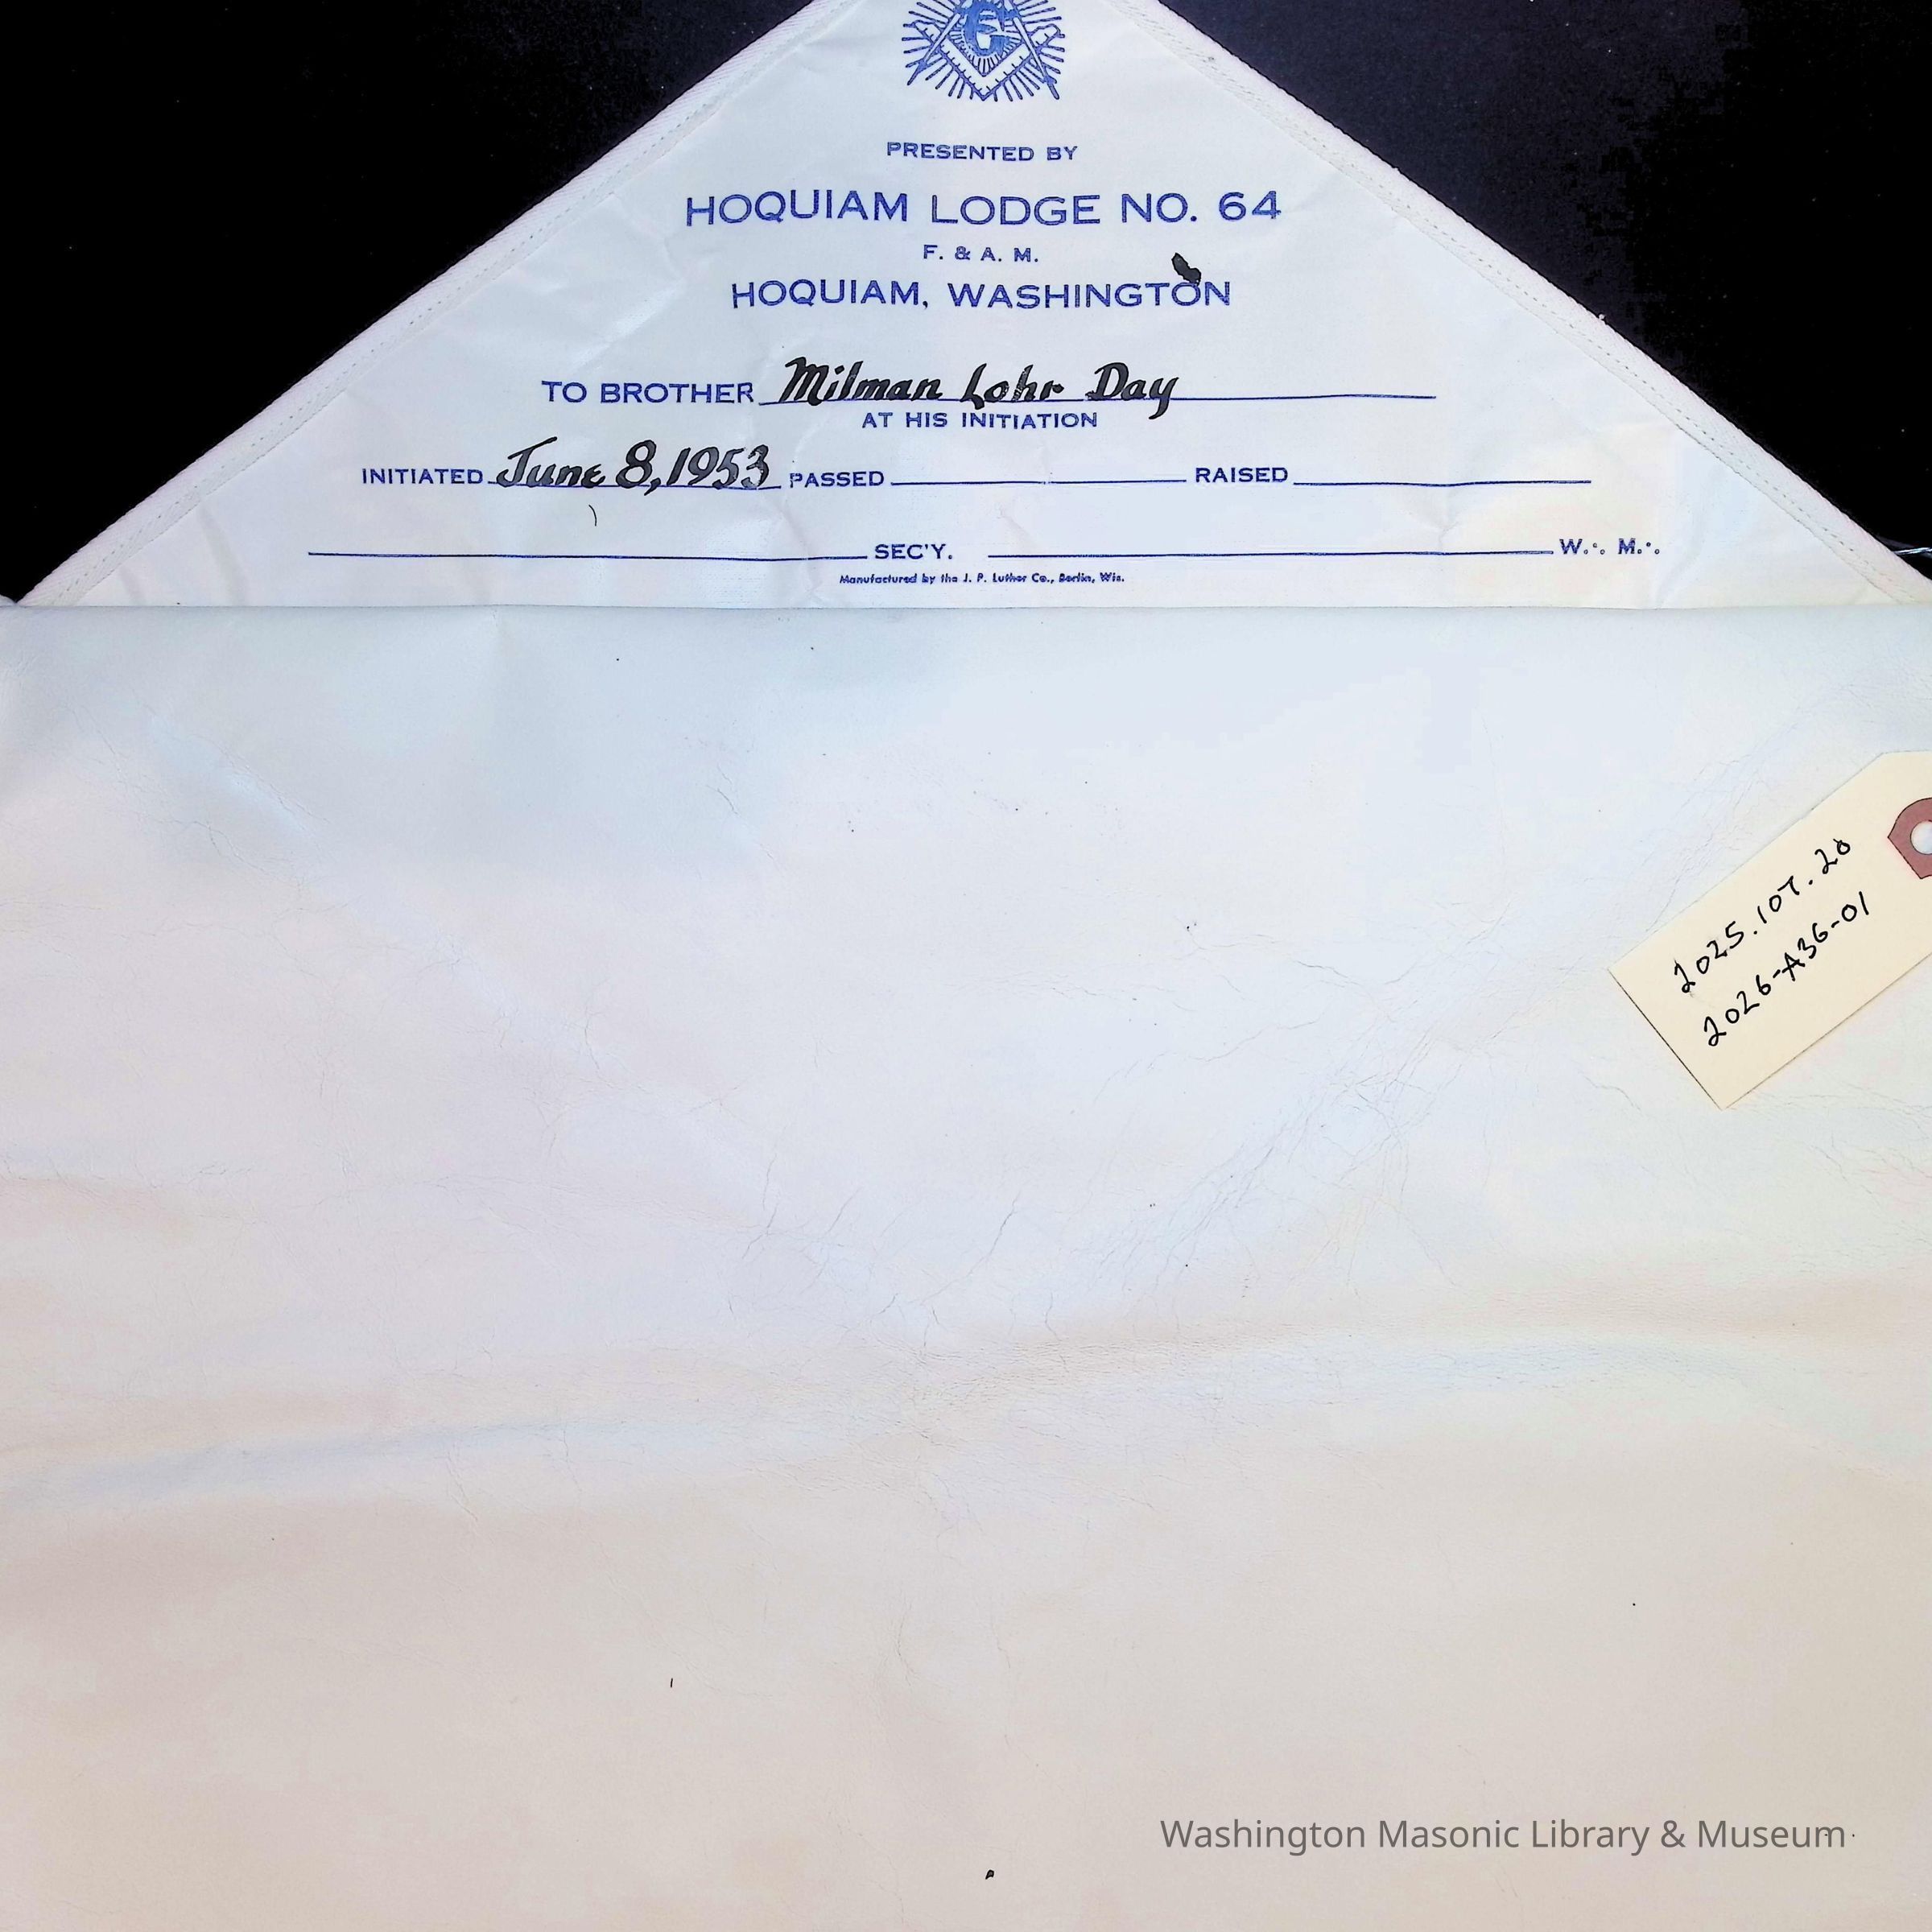 G
PRESENTED BY
HOQUIAM LODGE NO. 64
F. & A. M.
HOQUIAM, WASHINGTON
TO BROTHER Milman Lohr Day
AT HIS INITIATION
INITIATED June 8, 1953 PASSED RAISED
SEC'Y. W∴ M∴
Manufactured by the J. P. Luther Co., Berlin, Wis.
2025.107.20
2026-A36-01
Washington Masonic Library & Museum